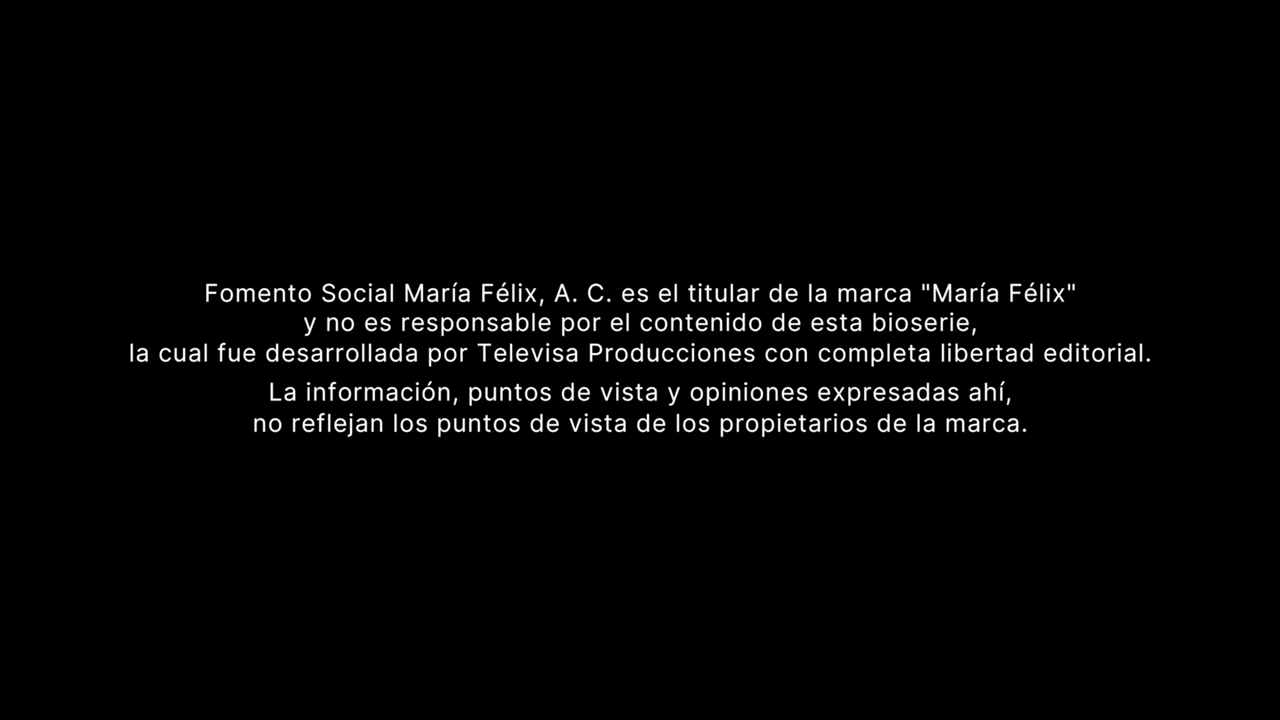 Fomento Social María Félix, A. C. es el titular de la marca "María Félix"
y no es responsable por el contenido de esta bioserie,
la cual fue desarrollada por Televisa Producciones con completa libertad editorial.
La información, puntos de vista y opiniones expresadas ahí,
no reflejan los puntos de vista de los propietarios de la marca.